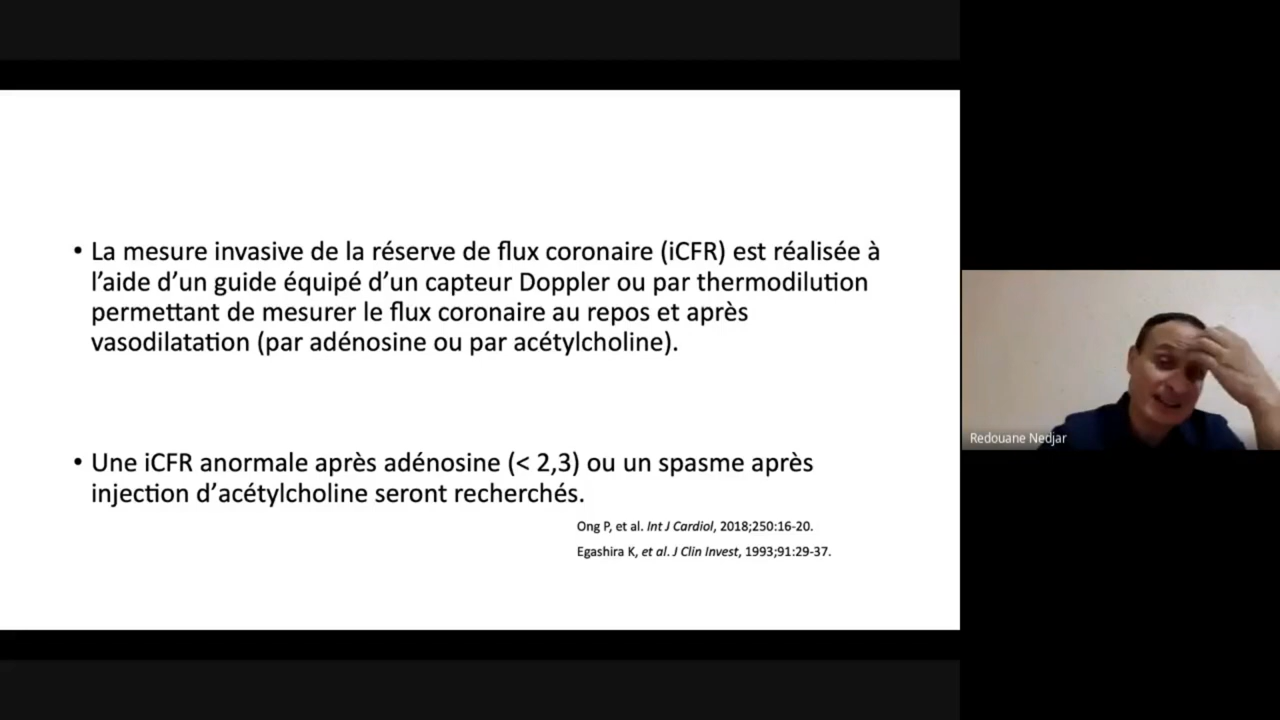 • La mesure invasive de la réserve de flux coronaire (iCFR) est réalisée à
l’aide d’un guide équipé d’un capteur Doppler ou par thermodilution
permettant de mesurer le flux coronaire au repos et après
vasodilatation (par adénosine ou par acétylcholine).
• Une iCFR anormale après adénosine (< 2,3) ou un spasme après
injection d’acétylcholine seront recherchés.
Ong P, et al. Int J Cardiol, 2018;250:16-20.
Egashira K, et al. J Clin Invest, 1993;91:29-37.
Redouane Nedjar